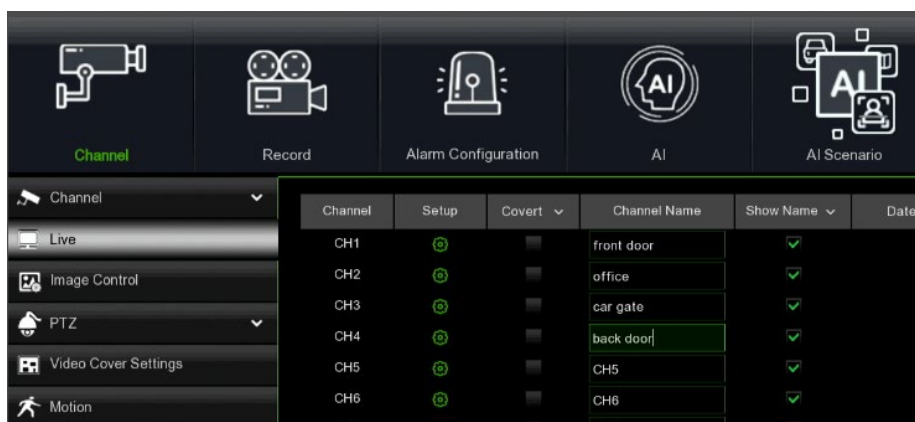 AI
AI
Channel
Record
Alarm Configuration
AI
AI Scenario
Channel
Channel
Setup
Covert
Channel Name
Show Name
Date
Live
CH1
front door
CH2
office
Image Control
CH3
car gate
PTZ
CH4
back door
Video Cover Settings
CH5
CH5
CH6
CH6
Motion